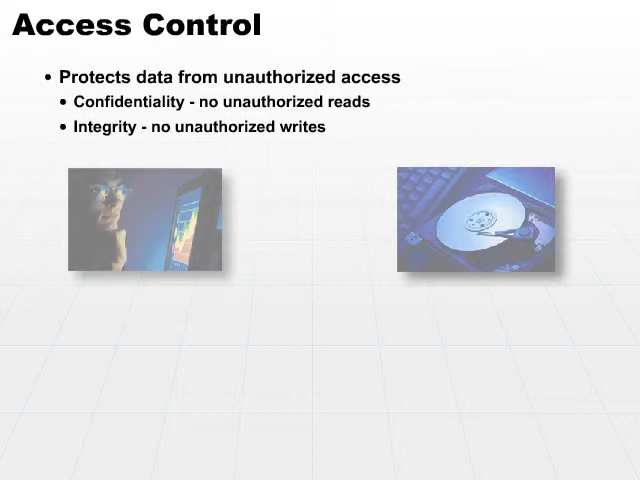 Access Control
• Protects data from unauthorized access
• Confidentiality - no unauthorized reads
• Integrity - no unauthorized writes